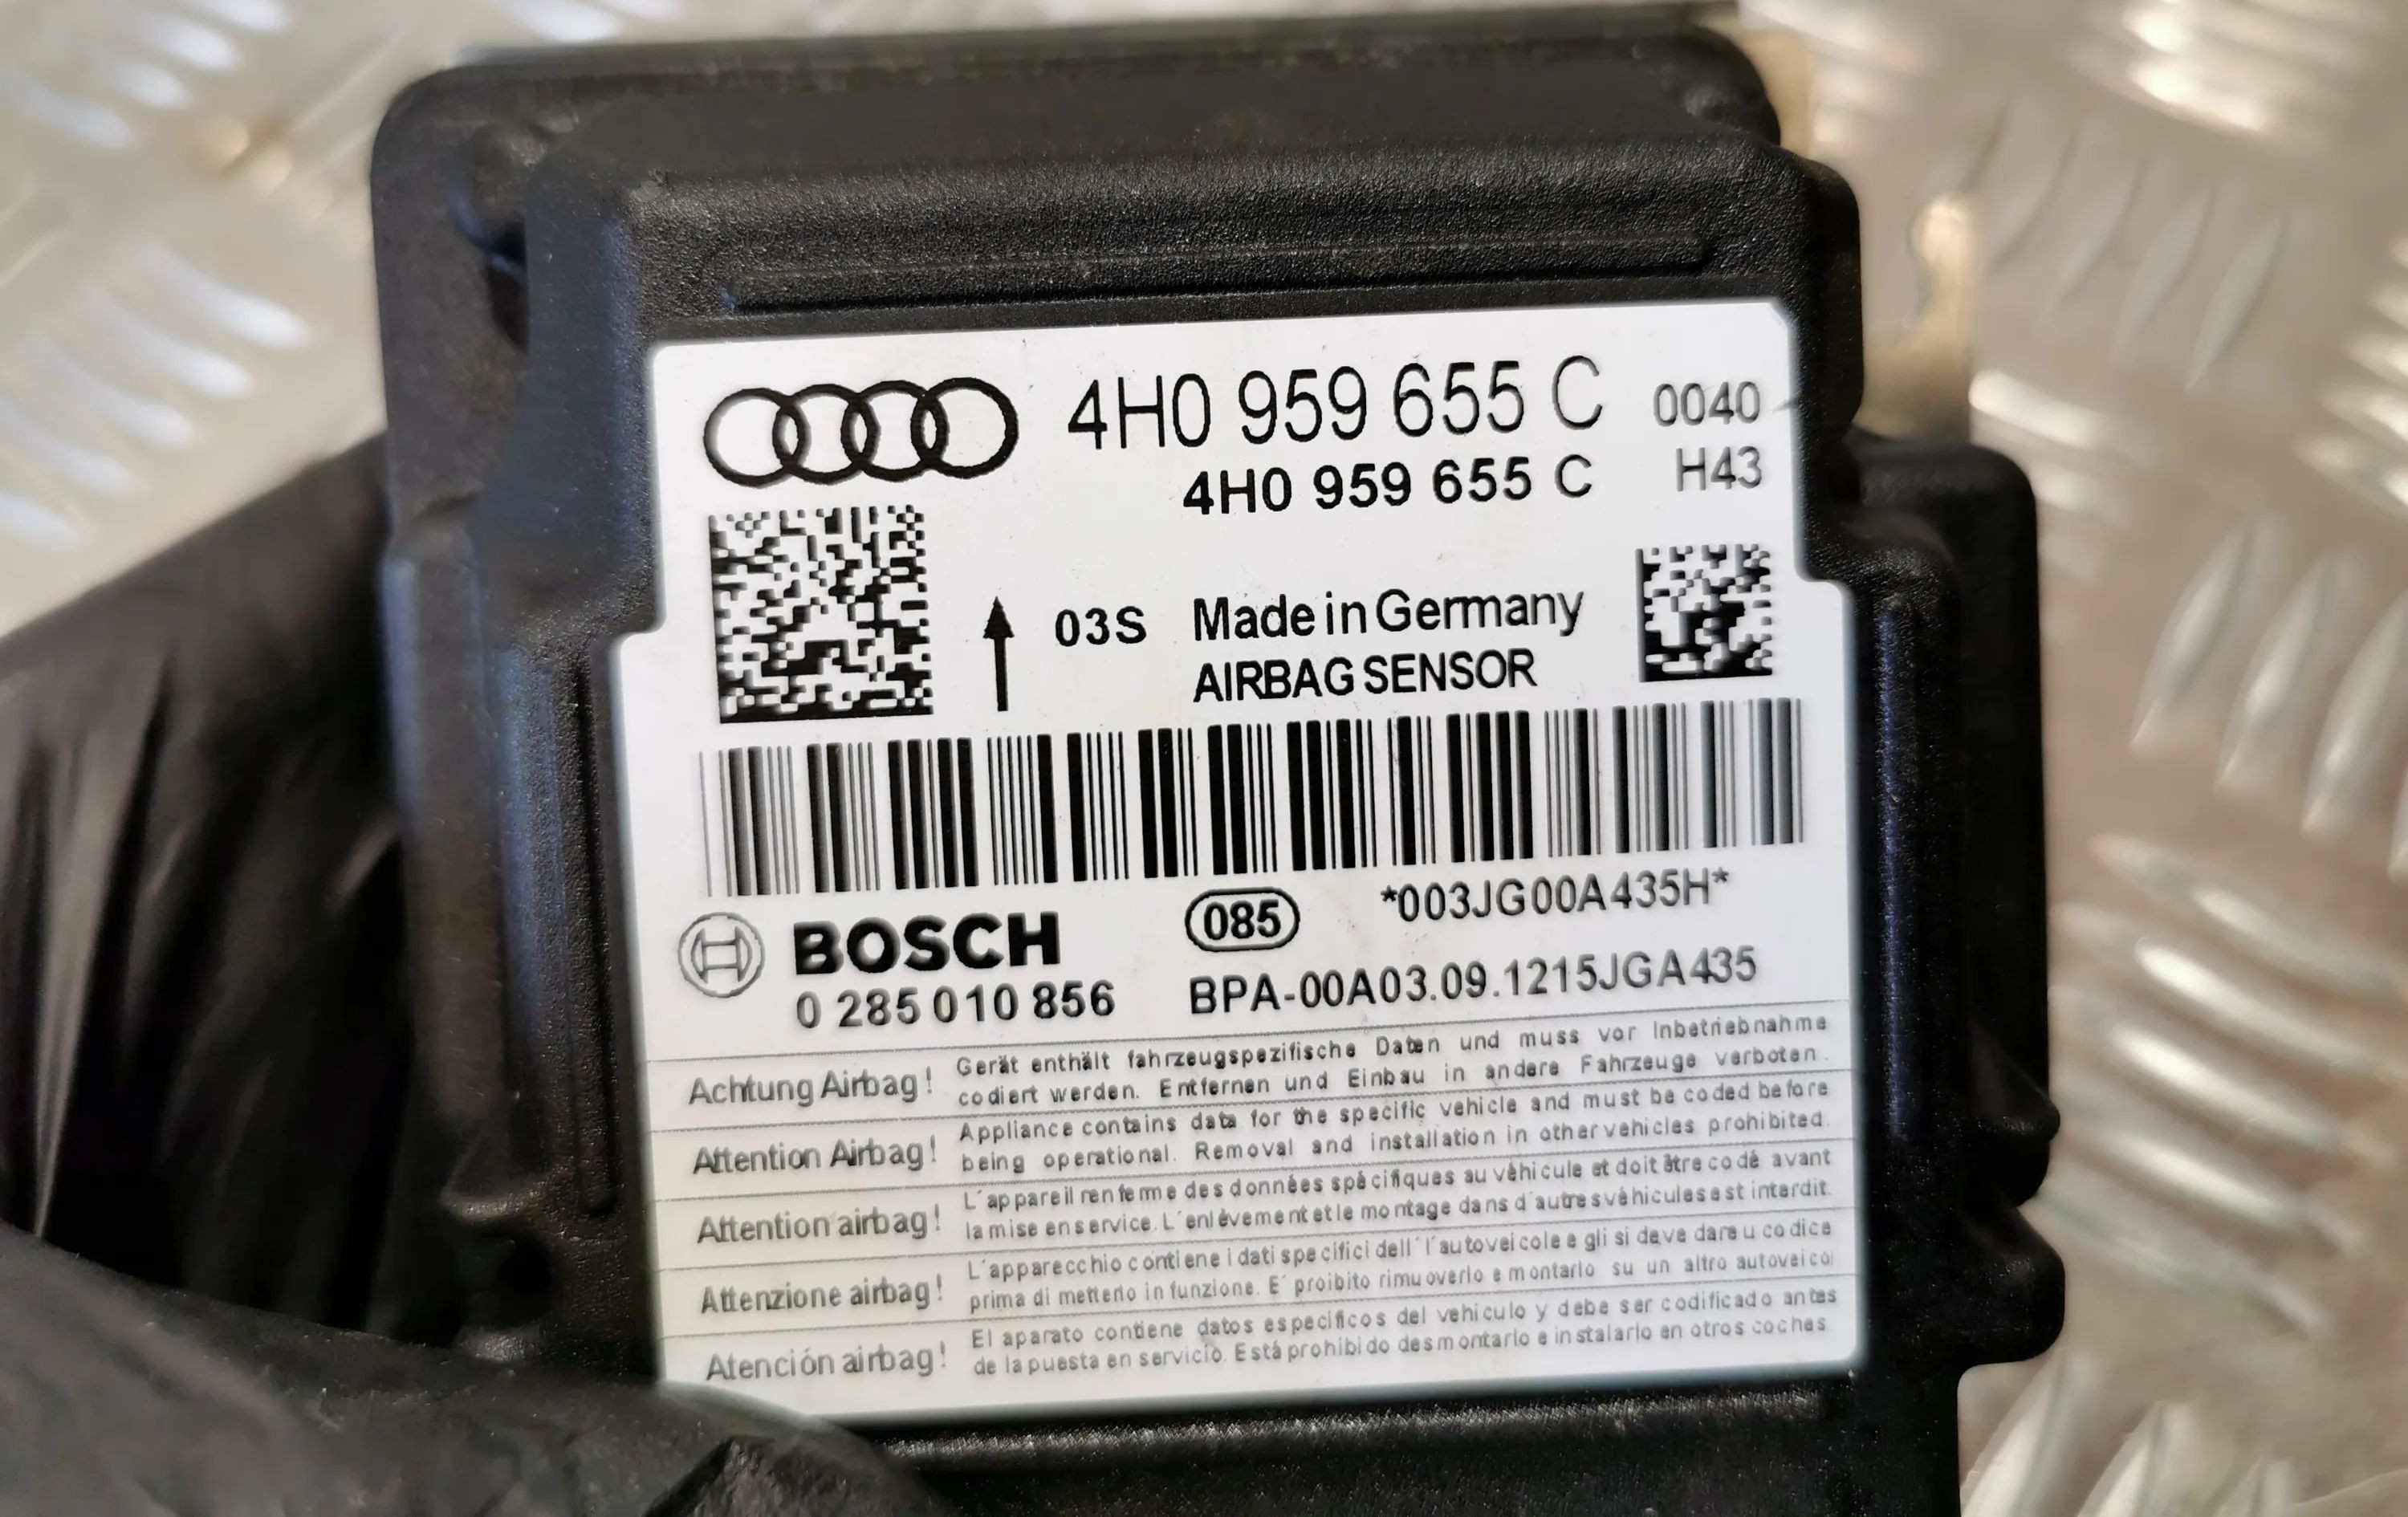 4H0 959 655 C 0040
4H0 959 655 C H43
03S Made in Germany
AIRBAG SENSOR
*003JG00A435H*
BOSCH 085
0 285 010 856 BPA-00A03.09.1215JGA435
Achtung Airbag! Gerät enthält fahrzeugspezifische Daten und muss vor Inbetriebnahme
codiert werden. Entfernen und Einbau in andere Fahrzeuge verboten.
Attention Airbag! Appliance contains data for the specific vehicle and must be coded before
being operational. Removal and installation in other vehicles prohibited.
Attention airbag! L´appareil renferme des données spécifiques au véhicule et doit être codé avant
la mise en service. L´enlèvement et le montage dans d´autres véhicules est interdit.
Attenzione airbag! L´apparecchio contiene i dati specifici dell´l´autoveicole e gli si deve dare u codice
prima di metterlo in funzione. E´ proibito rimuoverlo e montarlo su un altro autoveicol
Atención airbag! El aparato contiene datos especificos del vehiculo y debe ser codificado antes
de la puesta en servicio. Está prohibido desmontarlo e instalarlo en otros coches